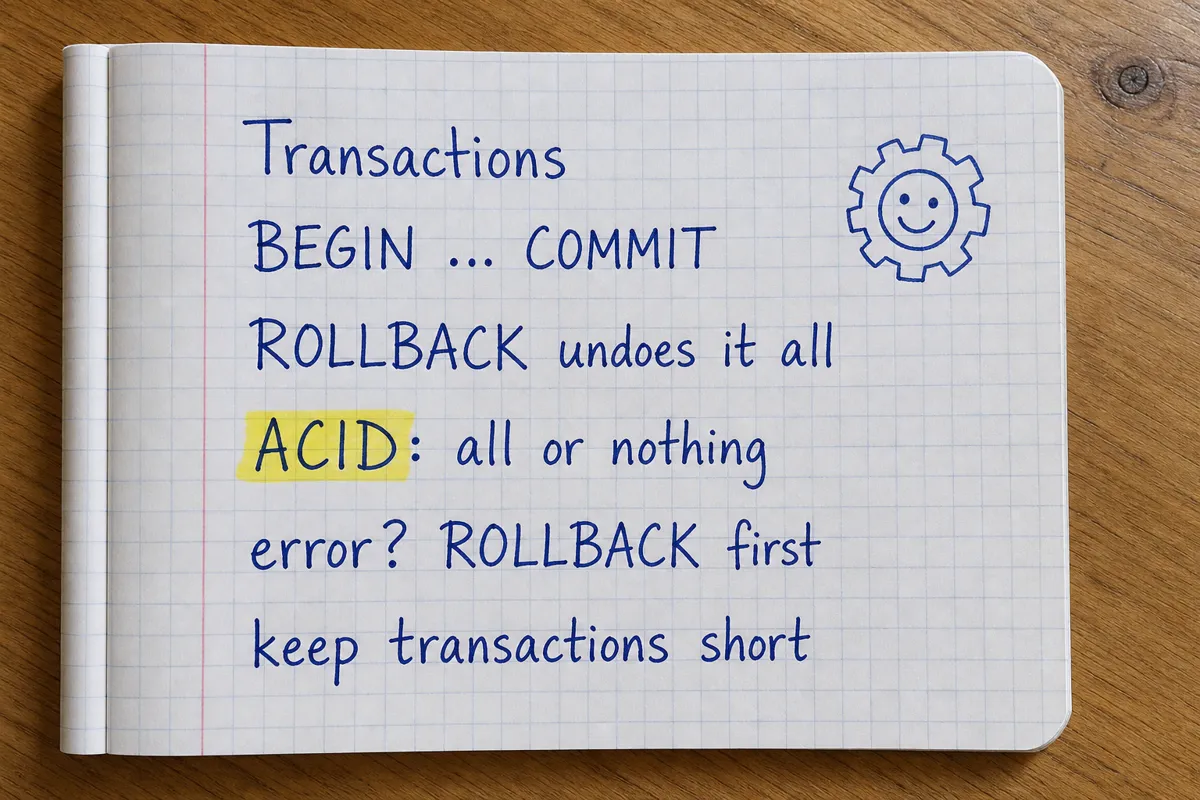 Transactions
BEGIN ... COMMIT
ROLLBACK undoes it all
ACID: all or nothing
error? ROLLBACK first
keep transactions short